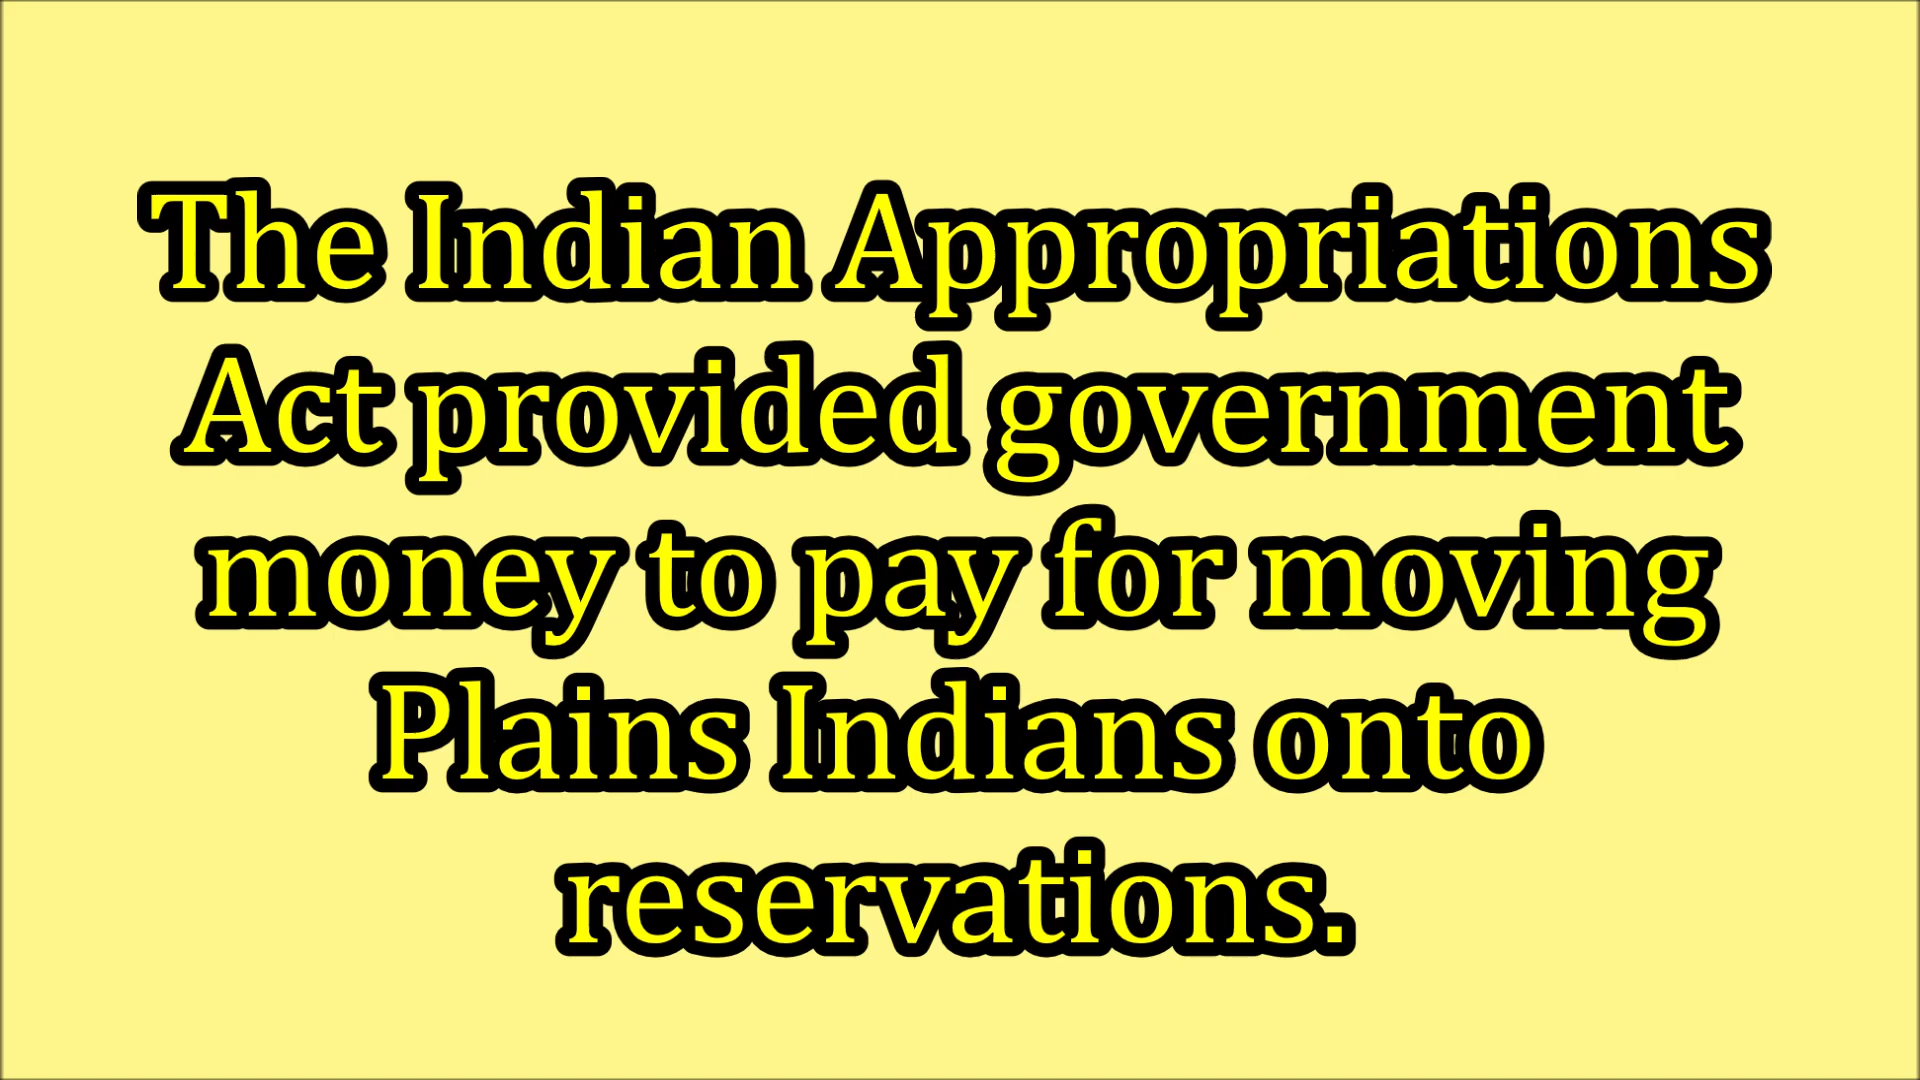 The Indian Appropriations
Act provided government
money to pay for moving
Plains Indians onto
reservations.